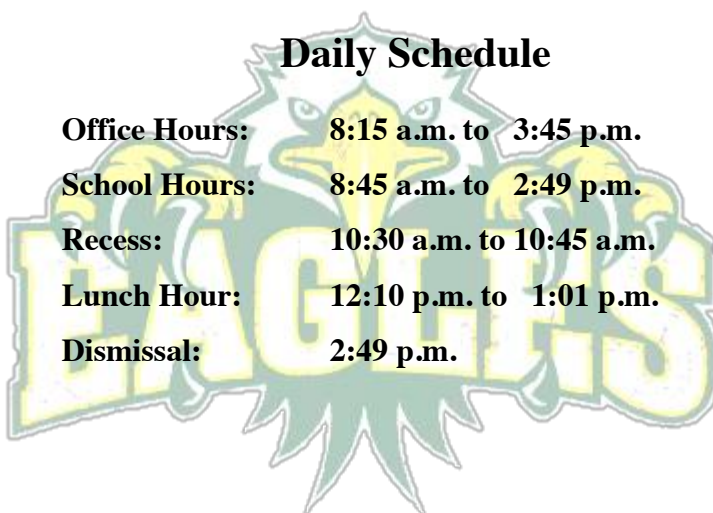 Daily Schedule
Office Hours: 8:15 a.m. to 3:45 p.m.
School Hours: 8:45 a.m. to 2:49 p.m.
Recess: 10:30 a.m. to 10:45 a.m.
Lunch Hour: 12:10 p.m. to 1:01 p.m.
Dismissal: 2:49 p.m.
EAGLES